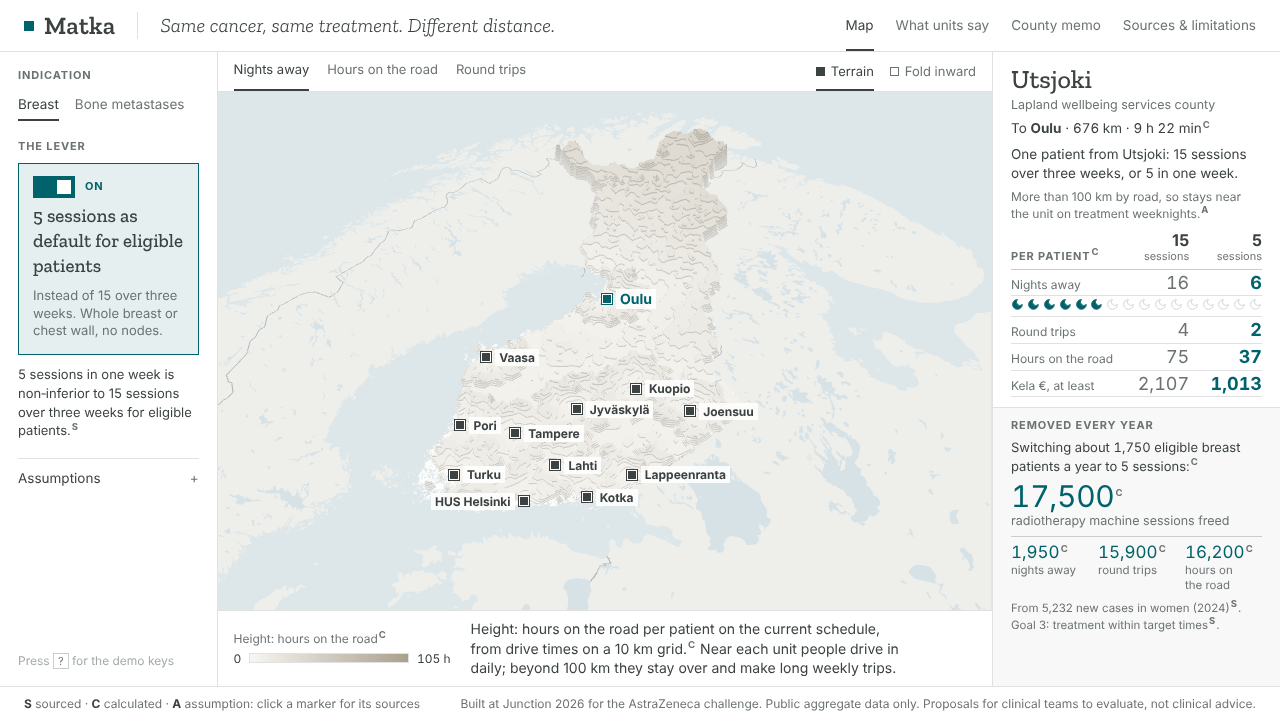 Matka
Same cancer, same treatment. Different distance.
Map
What units say
County memo
Sources & limitations
INDICATION
Breast
Bone metastases
THE LEVER
ON
5 sessions as
default for eligible
patients
Instead of 15 over three
weeks. Whole breast or
chest wall, no nodes.
5 sessions in one week is
non-inferior to 15 sessions
over three weeks for eligible
patients.S
Assumptions +
Press ? for the demo keys
Nights away
Hours on the road
Round trips
Terrain
Fold inward
Oulu
Vaasa
Kuopio
Jyväskylä
Joensuu
Pori
Tampere
Lahti
Turku
Lappeenranta
HUS Helsinki
Kotka
Height: hours on the roadC
0 105 h
Height: hours on the road per patient on the current schedule,
from drive times on a 10 km grid.C Near each unit people drive in
daily; beyond 100 km they stay over and make long weekly trips.
Utsjoki
Lapland wellbeing services county
To Oulu · 676 km · 9 h 22 minC
One patient from Utsjoki: 15 sessions
over three weeks, or 5 in one week.
More than 100 km by road, so stays near
the unit on treatment weeknights.A
15 5
PER PATIENTC sessions sessions
Nights away 16 6
Round trips 4 2
Hours on the road 75 37
Kela €, at least 2,107 1,013
REMOVED EVERY YEAR
Switching about 1,750 eligible breast
patients a year to 5 sessions:C
17,500C
radiotherapy machine sessions freed
1,950C 15,900C 16,200C
nights away round trips hours on
the road
From 5,232 new cases in women (2024)S.
Goal 3: treatment within target timesS.
S sourced · C calculated · A assumption: click a marker for its sources
Built at Junction 2026 for the AstraZeneca challenge. Public aggregate data only. Proposals for clinical teams to evaluate, not clinical advice.